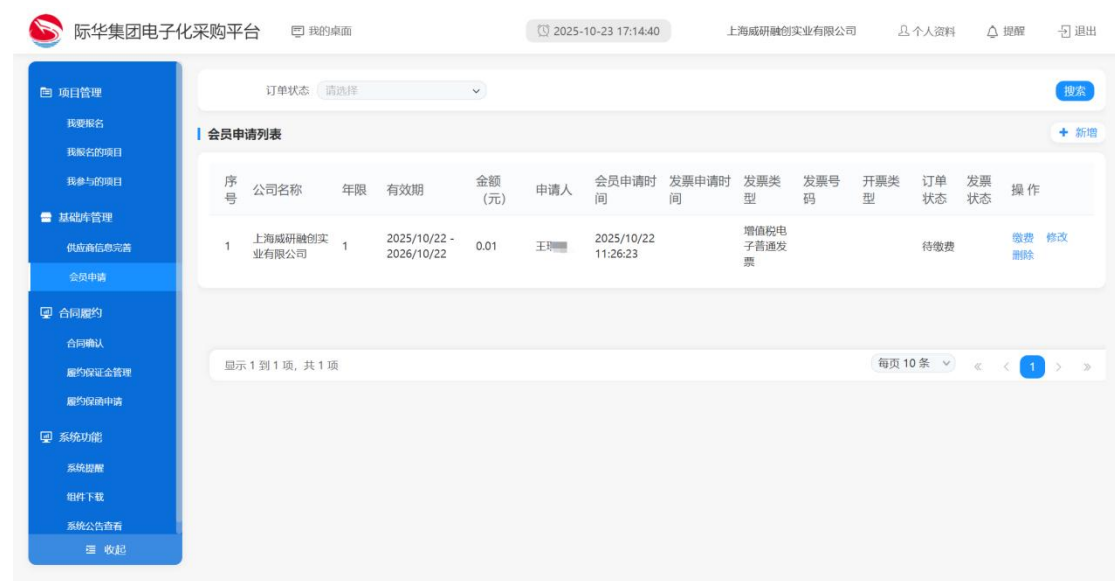 际华集团电子化采购平台 我的桌面 2025-10-23 17:14:40 上海威研融创实业有限公司 个人资料 提醒 退出
项目管理
我要报名
我报名的项目
我参与的项目
基础库管理
供应商信息完善
会员申请
合同履约
合同确认
履约保证金管理
履约保函申请
系统功能
系统提醒
组件下载
系统公告查看
收起
订单状态 请选择 搜索
会员申请列表 + 新增
序号 公司名称 年限 有效期 金额(元) 申请人 会员申请时间 发票申请时间 发票类型 发票号码 开票类型 订单状态 发票状态 操作
1 上海威研融创实业有限公司 1 2025/10/22 - 2026/10/22 0.01 王 2025/10/22 11:26:23 增值税电子普通发票 待缴费 缴费 修改 删除
显示 1 到 1 项, 共 1 项 每页 10 条 « < 1 > »